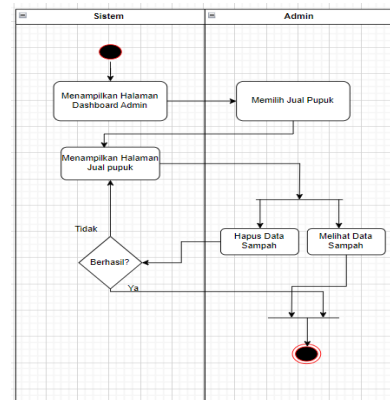 Sistem
Admin
Menampilkan Halaman
Dashboard Admin
Memilih Jual Pupuk
Menampilkan Halaman
Jual pupuk
Tidak
Hapus Data
Sampah
Melihat Data
Sampah
Berhasil?
Ya